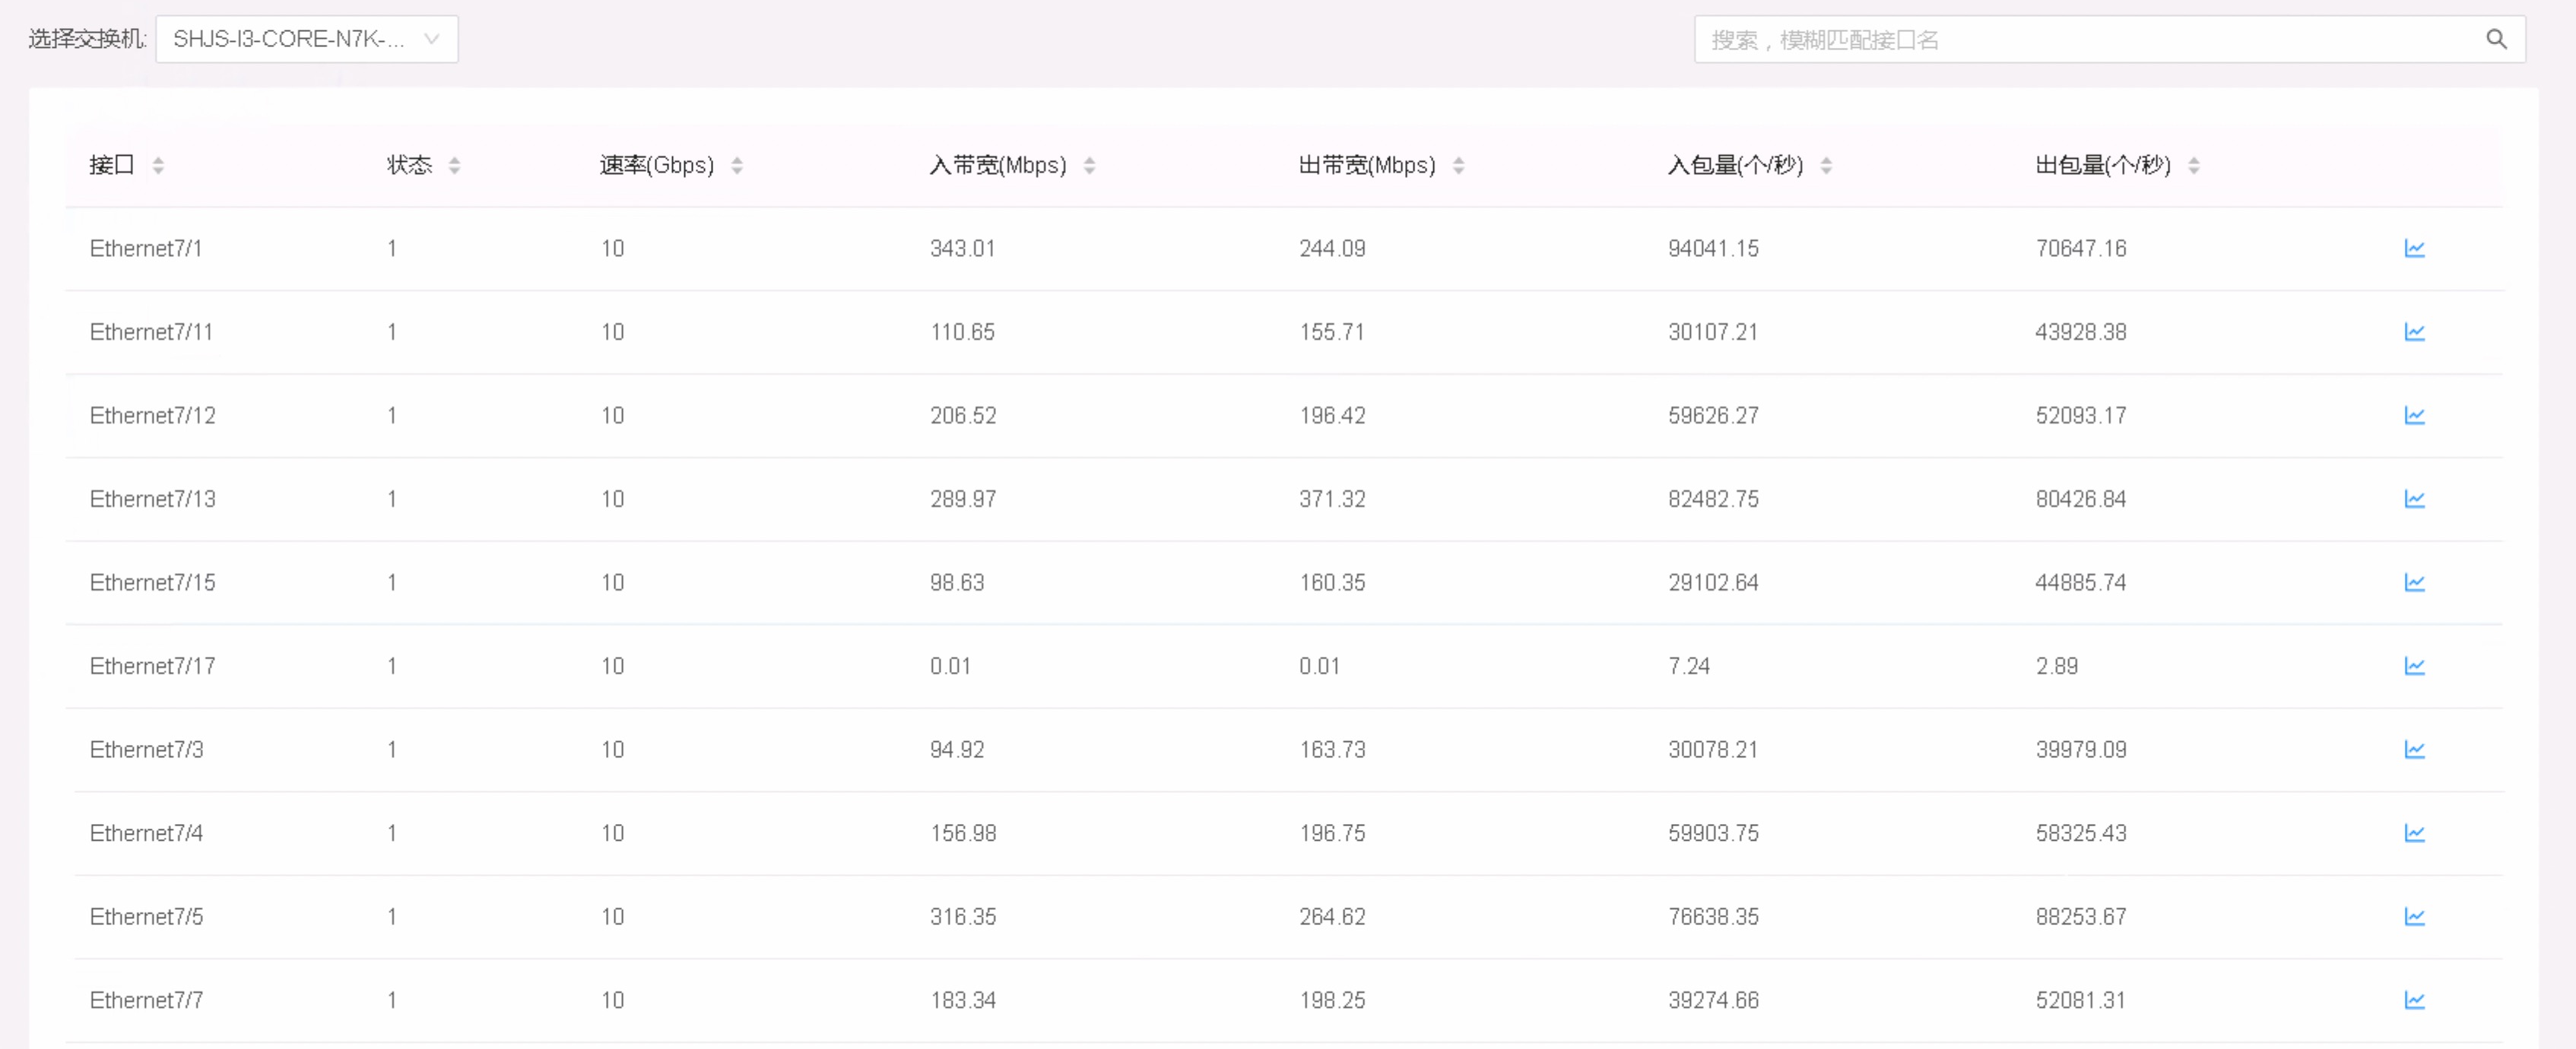 选择交换机: SHJS-I3-CORE-N7K-...
搜索，模糊匹配接口名
接口 状态 速率(Gbps) 入带宽(Mbps) 出带宽(Mbps) 入包量(个/秒) 出包量(个/秒)
Ethernet7/1 1 10 343.01 244.09 94041.15 70647.16
Ethernet7/11 1 10 110.65 155.71 30107.21 43928.38
Ethernet7/12 1 10 206.52 196.42 59626.27 52093.17
Ethernet7/13 1 10 289.97 371.32 82482.75 80426.84
Ethernet7/15 1 10 98.63 160.35 29102.64 44885.74
Ethernet7/17 1 10 0.01 0.01 7.24 2.89
Ethernet7/3 1 10 94.92 163.73 30078.21 39979.09
Ethernet7/4 1 10 156.98 196.75 59903.75 58325.43
Ethernet7/5 1 10 316.35 264.62 76638.35 88253.67
Ethernet7/7 1 10 183.34 198.25 39274.66 52081.31